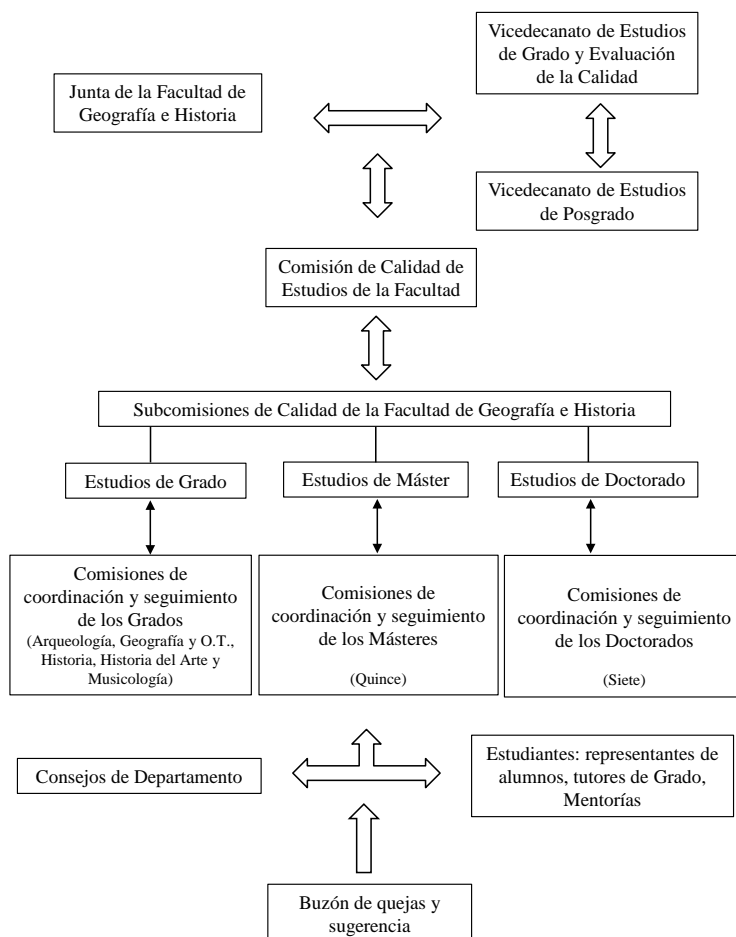 Vicedecanato de Estudios
de Grado y Evaluación
de la Calidad
Junta de la Facultad de
Geografía e Historia
Vicedecanato de Estudios
de Posgrado
Comisión de Calidad de
Estudios de la Facultad
Subcomisiones de Calidad de la Facultad de Geografía e Historia
Estudios de Grado
Estudios de Máster
Estudios de Doctorado
Comisiones de
coordinación y seguimiento
de los Grados
(Arqueología, Geografía y O.T.,
Historia, Historia del Arte y
Musicología)
Comisiones de
coordinación y seguimiento
de los Másteres
(Quince)
Comisiones de
coordinación y seguimiento
de los Doctorados
(Siete)
Consejos de Departamento
Estudiantes: representantes de
alumnos, tutores de Grado,
Mentorías
Buzón de quejas y
sugerencia